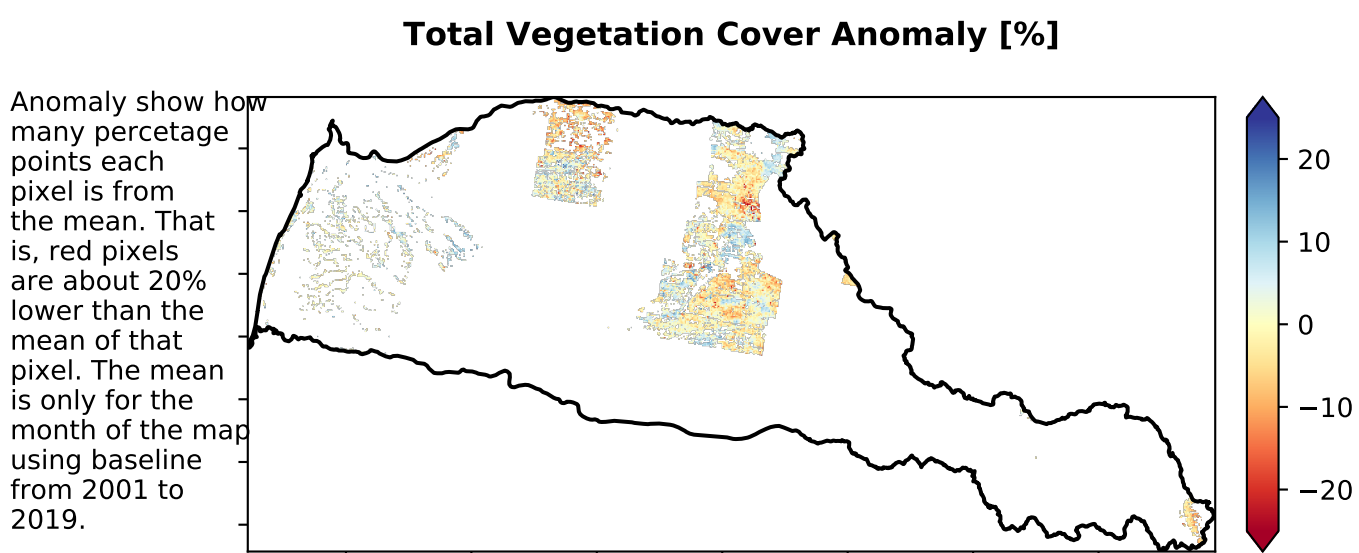 Total Vegetation Cover Anomaly [%]
Anomaly show how
many percetage
points each
pixel is from
the mean. That
is, red pixels
are about 20%
lower than the
mean of that
pixel. The mean
is only for the
month of the map
using baseline
from 2001 to
2019.
20
10
0
−10
−20